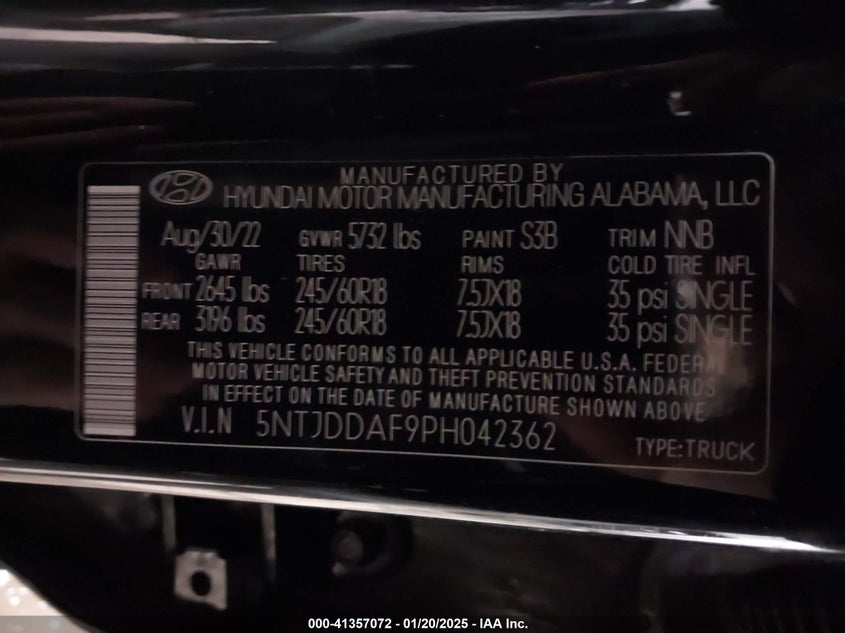 MANUFACTURED BY
HYUNDAI MOTOR MANUFACTURING ALABAMA, LLC
Aug/30/22 GVWR 5732 lbs PAINT S3B TRIM NNB
GAWR TIRES RIMS COLD TIRE INFL
FRONT 2645 lbs 245/60R18 7.5JX18 35 psi SINGLE
REAR 3196 lbs 245/60R18 7.5JX18 35 psi SINGLE
THIS VEHICLE CONFORMS TO ALL APPLICABLE U.S.A. FEDERAL
MOTOR VEHICLE SAFETY AND THEFT PREVENTION STANDARDS
IN EFFECT ON THE DATE OF MANUFACTURE SHOWN ABOVE
V.I.N 5NTJDDAF9PH042362 TYPE:TRUCK
000-41357072 - 01/20/2025 - IAA Inc.